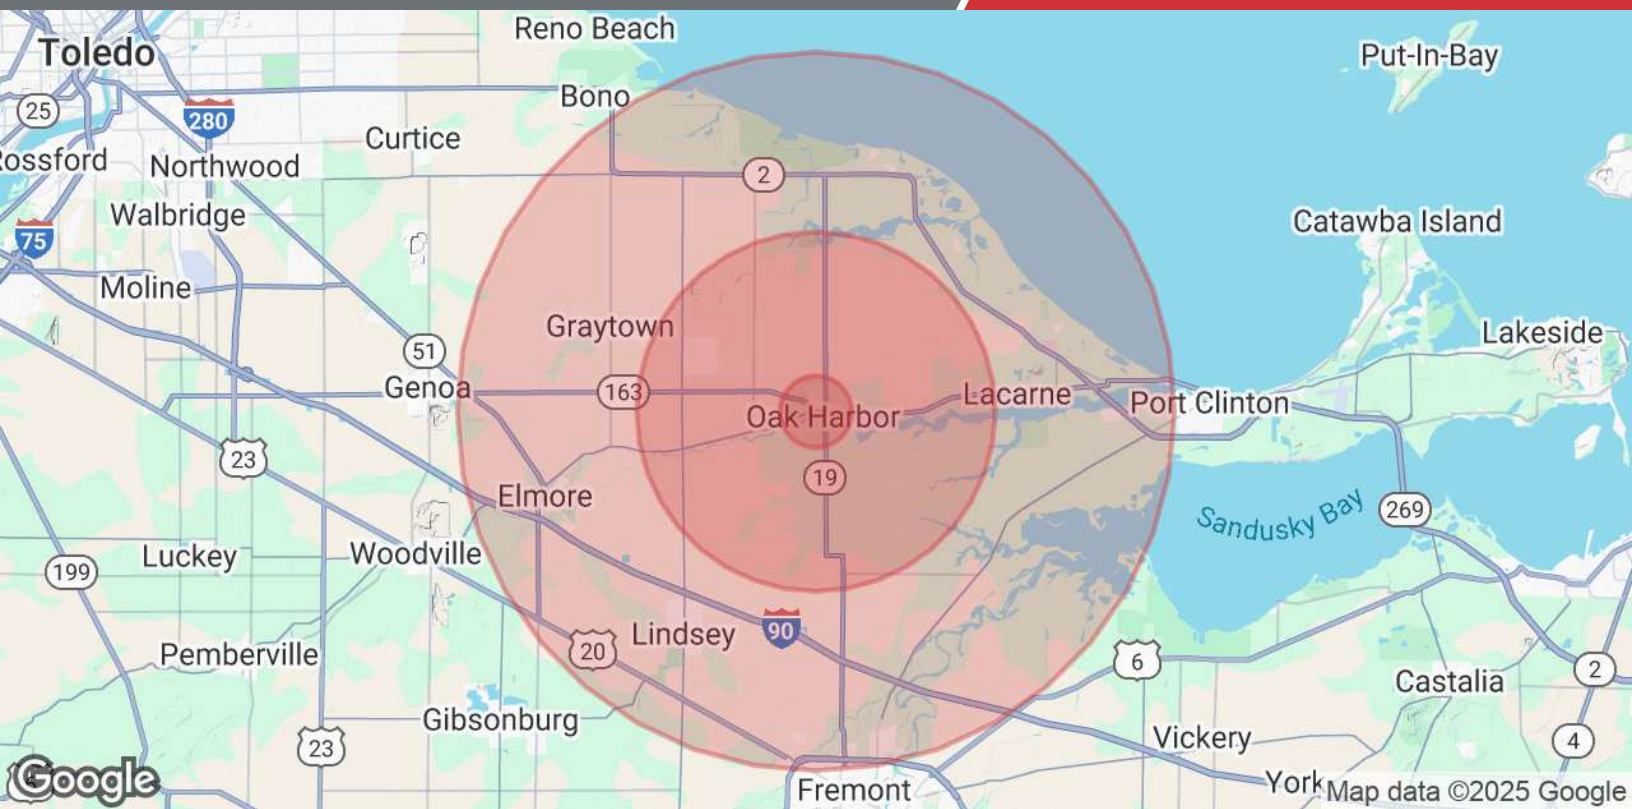 Reno Beach
Toledo
Put-In-Bay
Bono
25
280
Curtice
Rossford
Northwood
2
Walbridge
Catawba Island
75
Moline
Graytown
Lakeside
51
Genoa
163
Lacarne
Port Clinton
Oak Harbor
23
19
Elmore
Sandusky Bay
269
Luckey
Woodville
199
Lindsey
90
20
Pemberville
6
2
Castalia
Gibsonburg
23
Vickery
4
Google
Fremont
York
Map data ©2025 Google